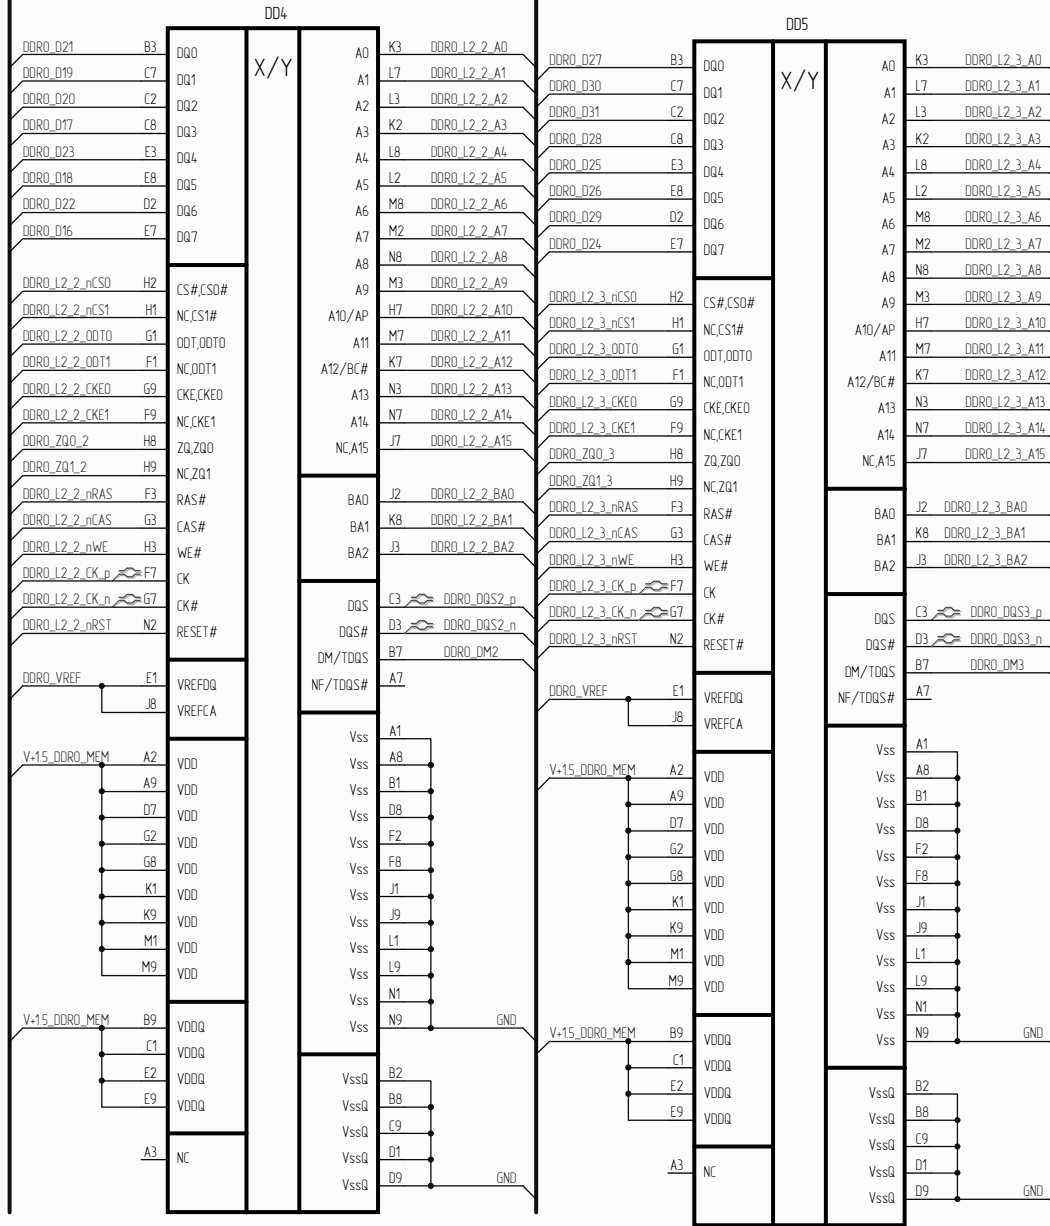 DD4
DDR0_D21 B3 DQ0 X/Y A0 K3 DDR0_L2_2_A0
DDR0_D19 C7 DQ1 A1 L7 DDR0_L2_2_A1
DDR0_D20 C2 DQ2 A2 L3 DDR0_L2_2_A2
DDR0_D17 C8 DQ3 A3 K2 DDR0_L2_2_A3
DDR0_D23 E3 DQ4 A4 L8 DDR0_L2_2_A4
DDR0_D18 E8 DQ5 A5 L2 DDR0_L2_2_A5
DDR0_D22 D2 DQ6 A6 M8 DDR0_L2_2_A6
DDR0_D16 E7 DQ7 A7 M2 DDR0_L2_2_A7
A8 N8 DDR0_L2_2_A8
DDR0_L2_2_nCS0 H2 CS#,CS0# A9 M3 DDR0_L2_2_A9
DDR0_L2_2_nCS1 H1 NC,CS1# A10/AP H7 DDR0_L2_2_A10
DDR0_L2_2_ODT0 G1 ODT,ODT0 A11 M7 DDR0_L2_2_A11
DDR0_L2_2_ODT1 F1 NC,ODT1 A12/BC# K7 DDR0_L2_2_A12
DDR0_L2_2_CKE0 G9 CKE,CKE0 A13 N3 DDR0_L2_2_A13
DDR0_L2_2_CKE1 F9 NC,CKE1 A14 N7 DDR0_L2_2_A14
DDR0_ZQ0_2 H8 ZQ,ZQ0 NC,A15 J7 DDR0_L2_2_A15
DDR0_ZQ1_2 H9 NC,ZQ1
DDR0_L2_2_nRAS F3 RAS# BA0 J2 DDR0_L2_2_BA0
DDR0_L2_2_nCAS G3 CAS# BA1 K8 DDR0_L2_2_BA1
DDR0_L2_2_nWE H3 WE# BA2 J3 DDR0_L2_2_BA2
DDR0_L2_2_CK_p F7 CK
DDR0_L2_2_CK_n G7 CK# DQS C3 DDR0_DQS2_p
DDR0_L2_2_nRST N2 RESET# DQS# D3 DDR0_DQS2_n
DM/TDQS B7 DDR0_DM2
DDR0_VREF E1 VREFDQ NF/TDQS# A7
J8 VREFCA
Vss A1
V+1.5_DDR0_MEM A2 VDD Vss A8
A9 VDD Vss B1
D7 VDD Vss D8
G2 VDD Vss F2
G8 VDD Vss F8
K1 VDD Vss J1
K9 VDD Vss J9
M1 VDD Vss L1
M9 VDD Vss L9
Vss N1
V+1.5_DDR0_MEM B9 VDDQ Vss N9 GND
C1 VDDQ
E2 VDDQ VssQ B2
E9 VDDQ VssQ B8
VssQ C9
A3 NC VssQ D1
VssQ D9 GND
DD5
DDR0_D27 B3 DQ0 X/Y A0 K3 DDR0_L2_3_A0
DDR0_D30 C7 DQ1 A1 L7 DDR0_L2_3_A1
DDR0_D31 C2 DQ2 A2 L3 DDR0_L2_3_A2
DDR0_D28 C8 DQ3 A3 K2 DDR0_L2_3_A3
DDR0_D25 E3 DQ4 A4 L8 DDR0_L2_3_A4
DDR0_D26 E8 DQ5 A5 L2 DDR0_L2_3_A5
DDR0_D29 D2 DQ6 A6 M8 DDR0_L2_3_A6
DDR0_D24 E7 DQ7 A7 M2 DDR0_L2_3_A7
A8 N8 DDR0_L2_3_A8
DDR0_L2_3_nCS0 H2 CS#,CS0# A9 M3 DDR0_L2_3_A9
DDR0_L2_3_nCS1 H1 NC,CS1# A10/AP H7 DDR0_L2_3_A10
DDR0_L2_3_ODT0 G1 ODT,ODT0 A11 M7 DDR0_L2_3_A11
DDR0_L2_3_ODT1 F1 NC,ODT1 A12/BC# K7 DDR0_L2_3_A12
DDR0_L2_3_CKE0 G9 CKE,CKE0 A13 N3 DDR0_L2_3_A13
DDR0_L2_3_CKE1 F9 NC,CKE1 A14 N7 DDR0_L2_3_A14
DDR0_ZQ0_3 H8 ZQ,ZQ0 NC,A15 J7 DDR0_L2_3_A15
DDR0_ZQ1_3 H9 NC,ZQ1
DDR0_L2_3_nRAS F3 RAS# BA0 J2 DDR0_L2_3_BA0
DDR0_L2_3_nCAS G3 CAS# BA1 K8 DDR0_L2_3_BA1
DDR0_L2_3_nWE H3 WE# BA2 J3 DDR0_L2_3_BA2
DDR0_L2_3_CK_p F7 CK
DDR0_L2_3_CK_n G7 CK# DQS C3 DDR0_DQS3_p
DDR0_L2_3_nRST N2 RESET# DQS# D3 DDR0_DQS3_n
DM/TDQS B7 DDR0_DM3
DDR0_VREF E1 VREFDQ NF/TDQS# A7
J8 VREFCA
Vss A1
V+1.5_DDR0_MEM A2 VDD Vss A8
A9 VDD Vss B1
D7 VDD Vss D8
G2 VDD Vss F2
G8 VDD Vss F8
K1 VDD Vss J1
K9 VDD Vss J9
M1 VDD Vss L1
M9 VDD Vss L9
Vss N1
V+1.5_DDR0_MEM B9 VDDQ Vss N9 GND
C1 VDDQ
E2 VDDQ VssQ B2
E9 VDDQ VssQ B8
VssQ C9
A3 NC VssQ D1
VssQ D9 GND